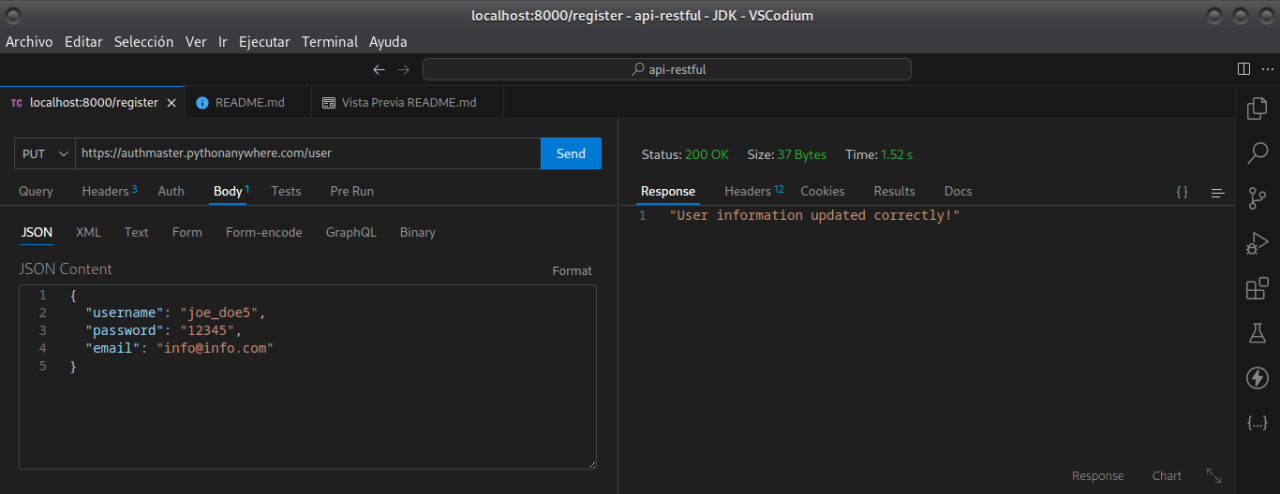 localhost:8000/register - api-restful - JDK - VSCodium
Archivo Editar Selección Ver Ir Ejecutar Terminal Ayuda
api-restful
TC localhost:8000/register README.md Vista Previa README.md
PUT https://authmaster.pythonanywhere.com/user Send
Status: 200 OK Size: 37 Bytes Time: 1.52 s
Query Headers 3 Auth Body 1 Tests Pre Run
Response Headers 12 Cookies Results Docs { }
1 "User information updated correctly!"
JSON XML Text Form Form-encode GraphQL Binary
JSON Content Format
1 {
2 "username": "joe_doe5",
3 "password": "12345",
4 "email": "info@info.com"
5 }
{...}
Response Chart